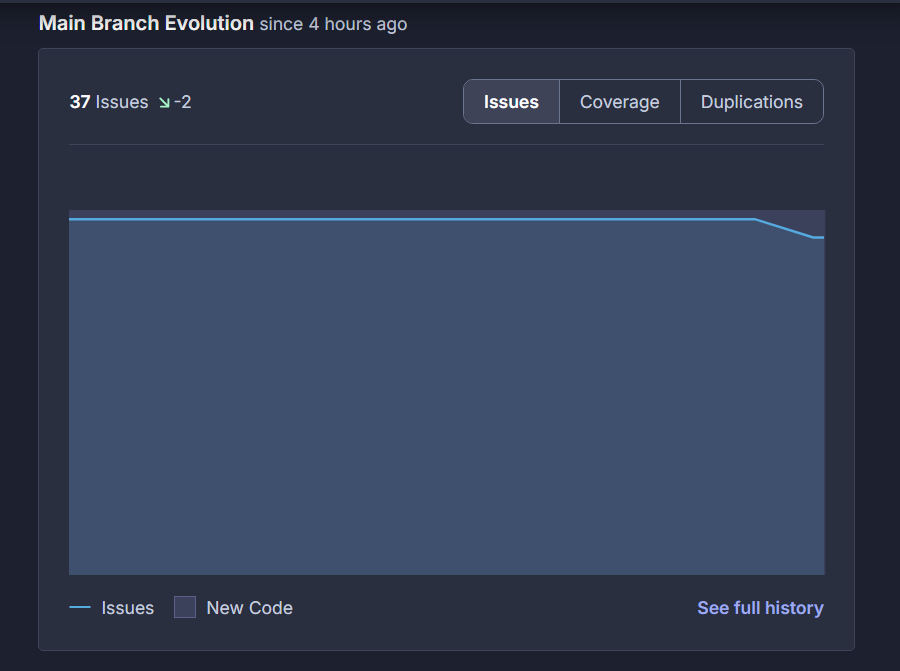 Main Branch Evolution since 4 hours ago
37 Issues ↘ -2
Issues Coverage Duplications
Issues New Code
See full history